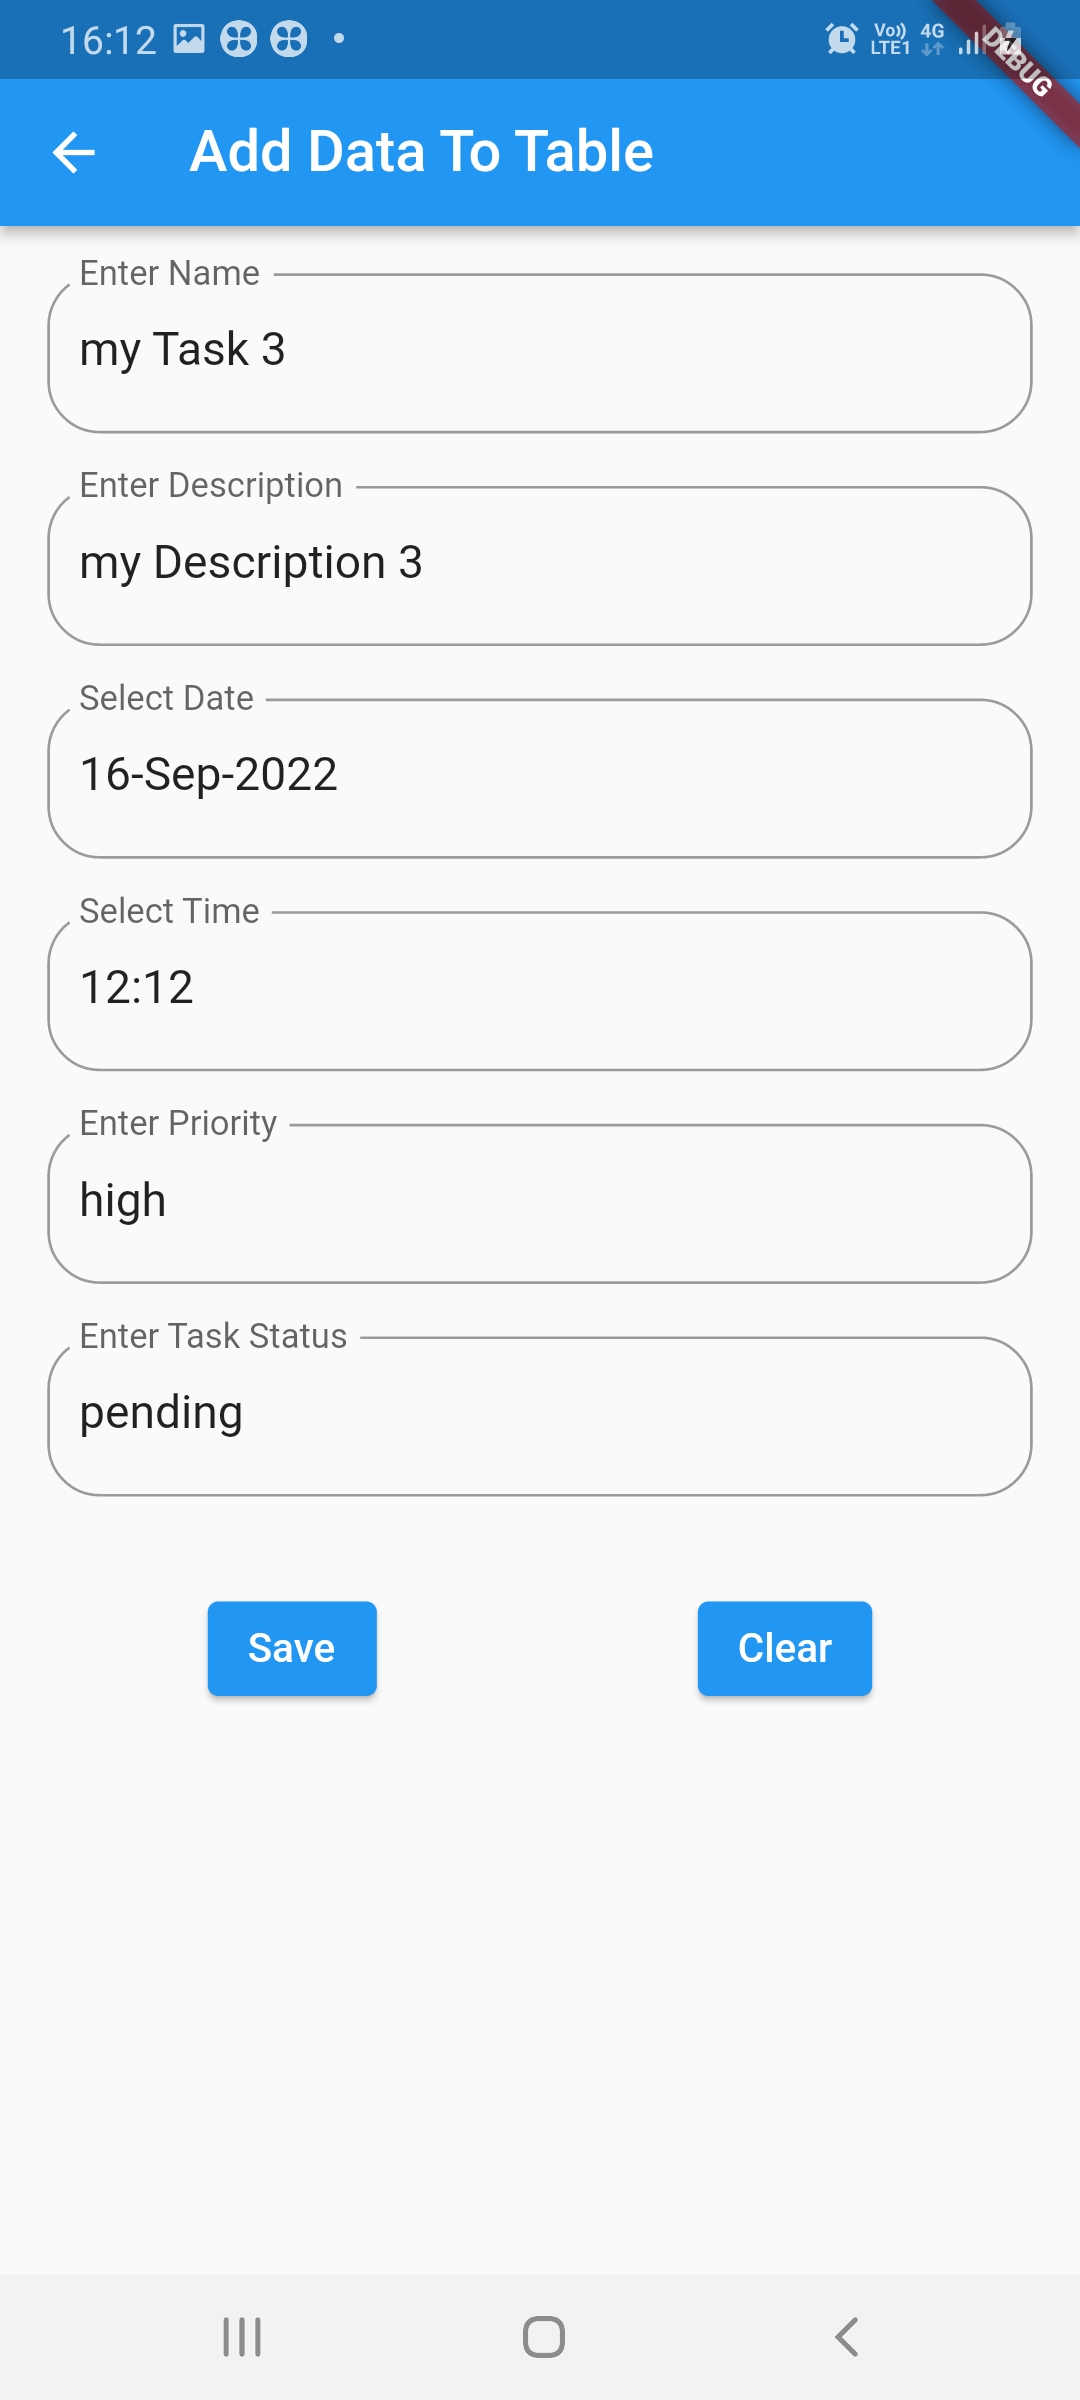 16:12
Vo)) 4G
LTE1
DEBUG
Add Data To Table
Enter Name
my Task 3
Enter Description
my Description 3
Select Date
16-Sep-2022
Select Time
12:12
Enter Priority
high
Enter Task Status
pending
Save Clear